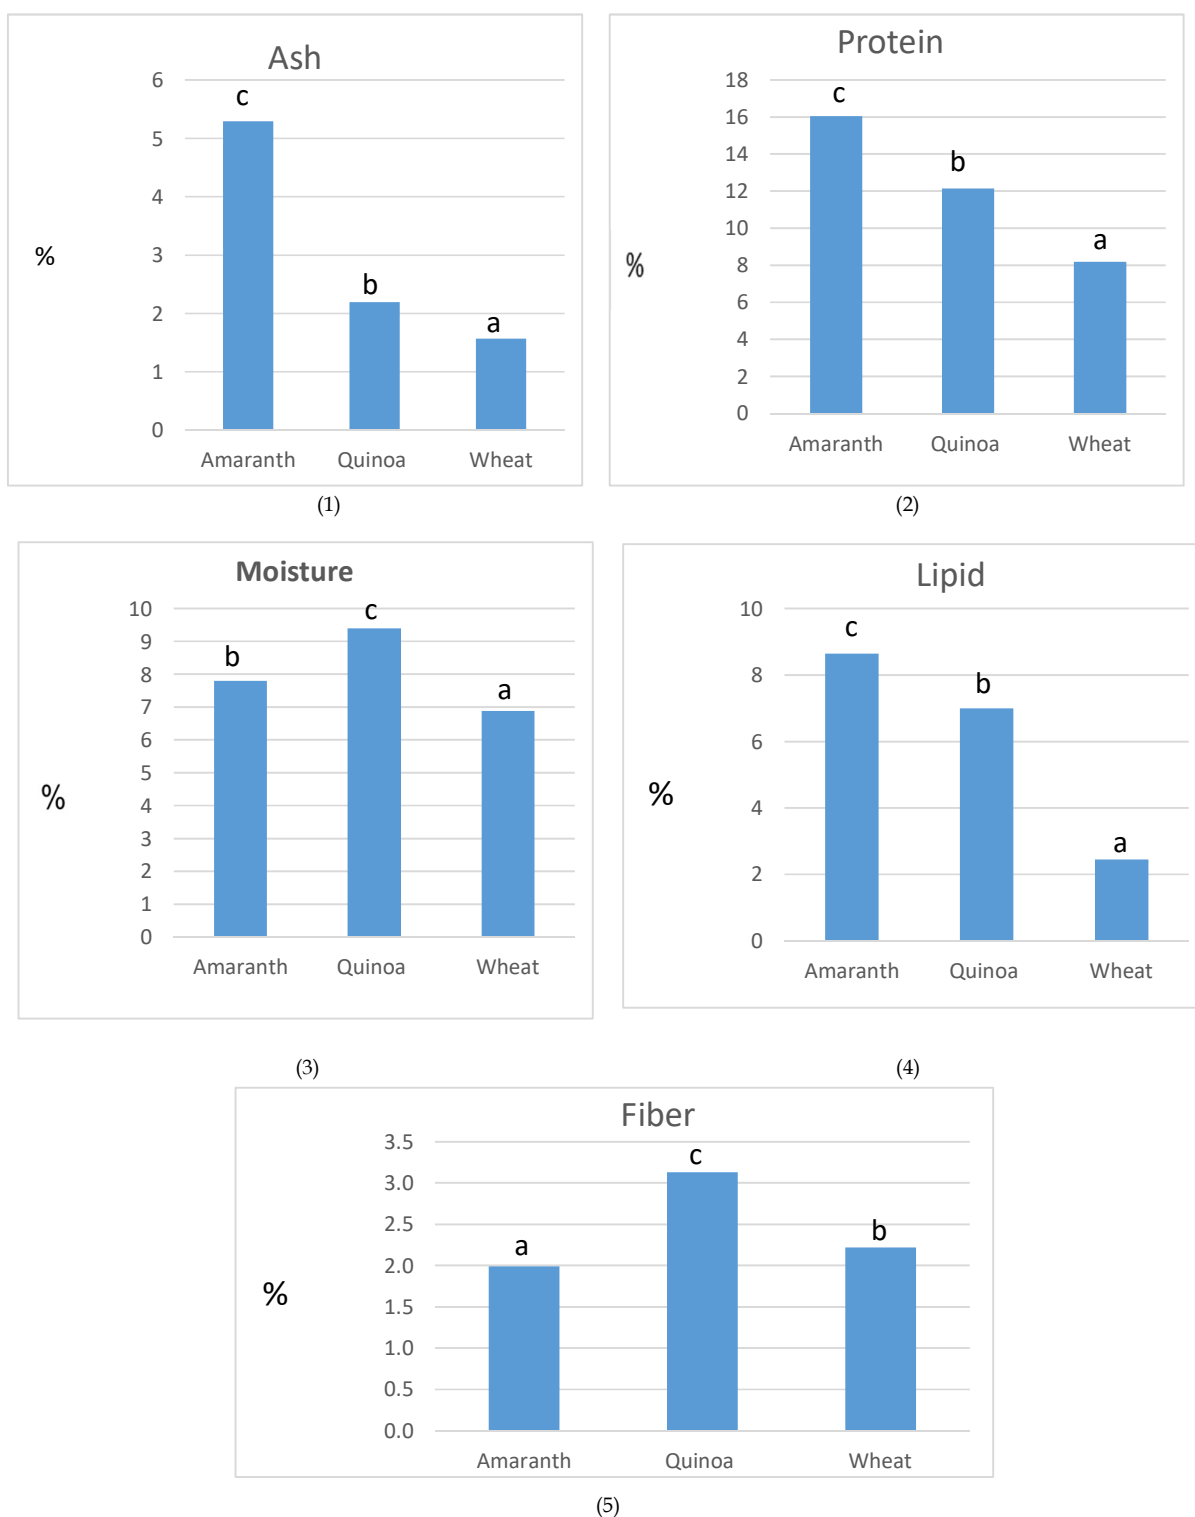 Ash
6
5
4
3
2
1
0
%
c
b
a
Amaranth Quinoa Wheat
(1)
Protein
18
16
14
12
10
8
6
4
2
0
%
c
b
a
Amaranth Quinoa Wheat
(2)
Moisture
10
9
8
7
6
5
4
3
2
1
0
%
b
c
a
Amaranth Quinoa Wheat
(3)
Lipid
10
8
6
4
2
0
%
c
b
a
Amaranth Quinoa Wheat
(4)
Fiber
3.5
3.0
2.5
2.0
1.5
1.0
0.5
0.0
%
a
c
b
Amaranth Quinoa Wheat
(5)